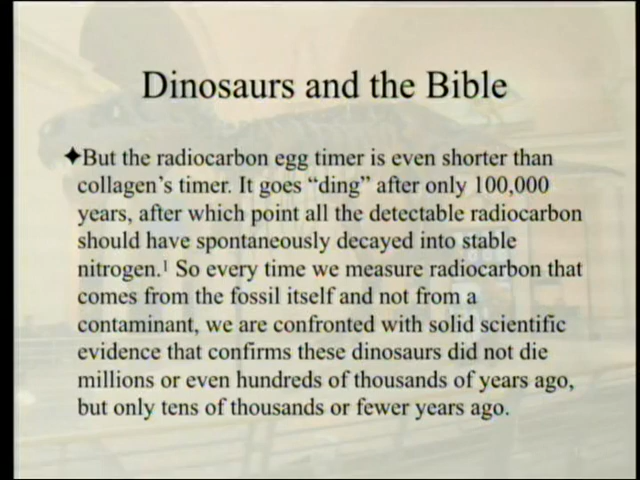 Dinosaurs and the Bible
✦But the radiocarbon egg timer is even shorter than
collagen’s timer. It goes “ding” after only 100,000
years, after which point all the detectable radiocarbon
should have spontaneously decayed into stable
nitrogen.¹ So every time we measure radiocarbon that
comes from the fossil itself and not from a
contaminant, we are confronted with solid scientific
evidence that confirms these dinosaurs did not die
millions or even hundreds of thousands of years ago,
but only tens of thousands or fewer years ago.